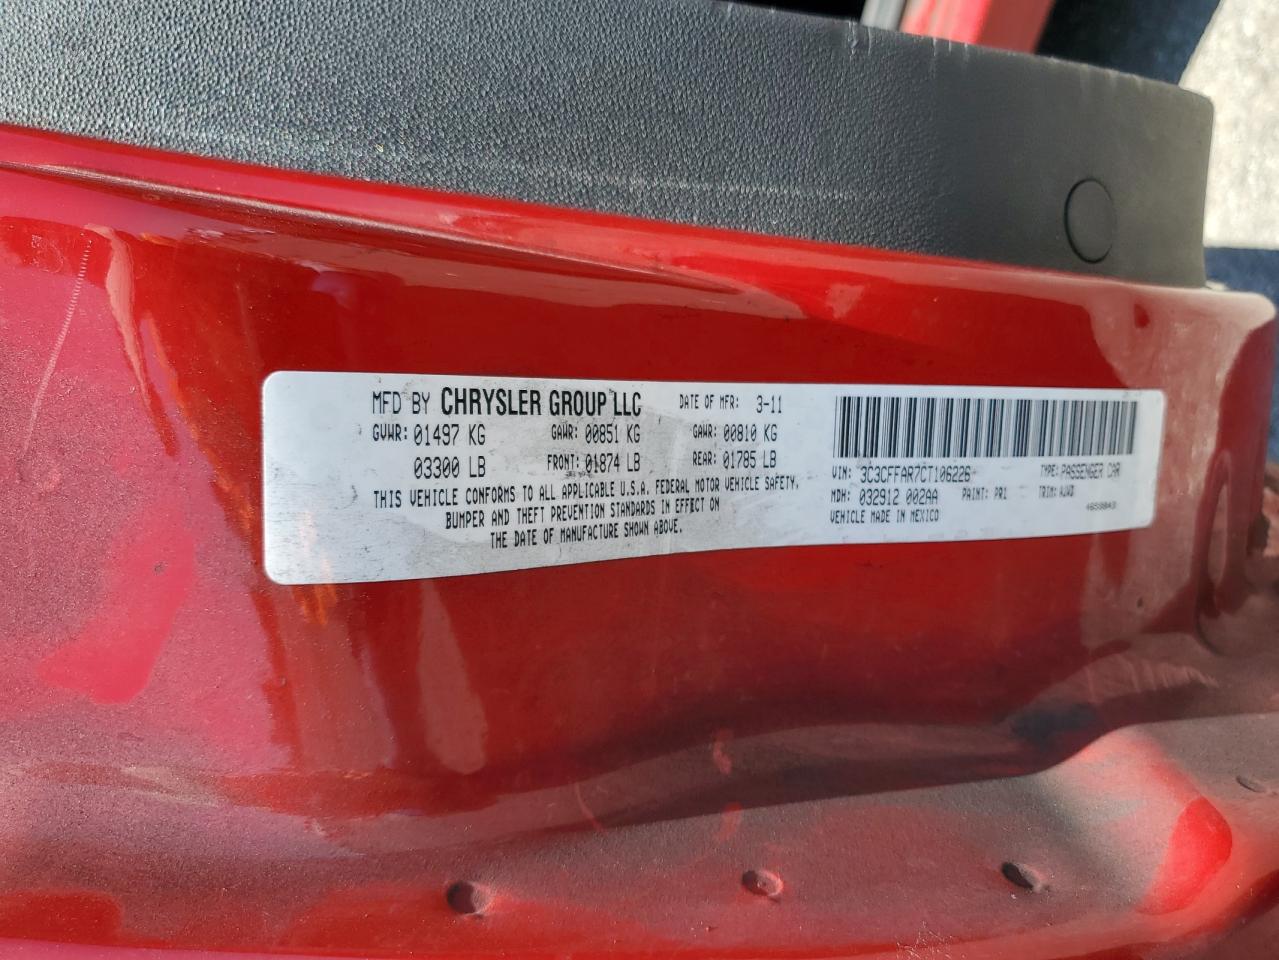 MFD BY CHRYSLER GROUP LLC DATE OF MFR: 3-11
GVWR: 01497 KG GAWR: 00851 KG GAWR: 00810 KG
03300 LB FRONT: 01874 LB REAR: 01785 LB
THIS VEHICLE CONFORMS TO ALL APPLICABLE U.S.A. FEDERAL MOTOR VEHICLE SAFETY,
BUMPER AND THEFT PREVENTION STANDARDS IN EFFECT ON
THE DATE OF MANUFACTURE SHOWN ABOVE.
VIN: 3C3CFFAR7CT106226 TYPE: PASSENGER CAR
MDH: 032912 002AA PAINT: PR1 TRIM:
VEHICLE MADE IN MEXICO